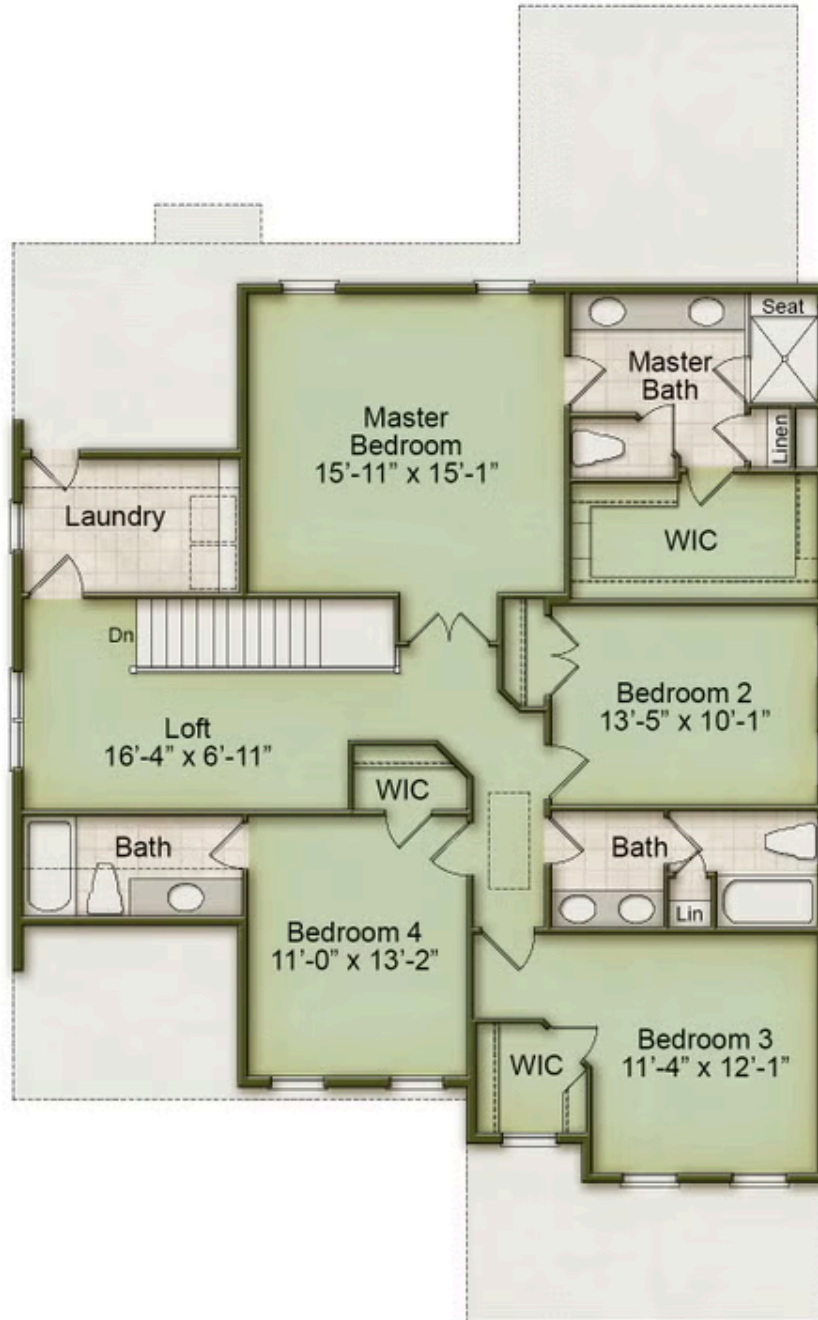 Seat
Master
Bath
Master
Bedroom
15'-11” x 15'-1”
Linen
Laundry
WIC
Dn
Bedroom 2
13'-5” x 10'-1”
Loft
16'-4” x 6'-11”
WIC
Bath
Bath
Lin
Bedroom 4
11'-0” x 13'-2”
Bedroom 3
11'-4” x 12'-1”
WIC